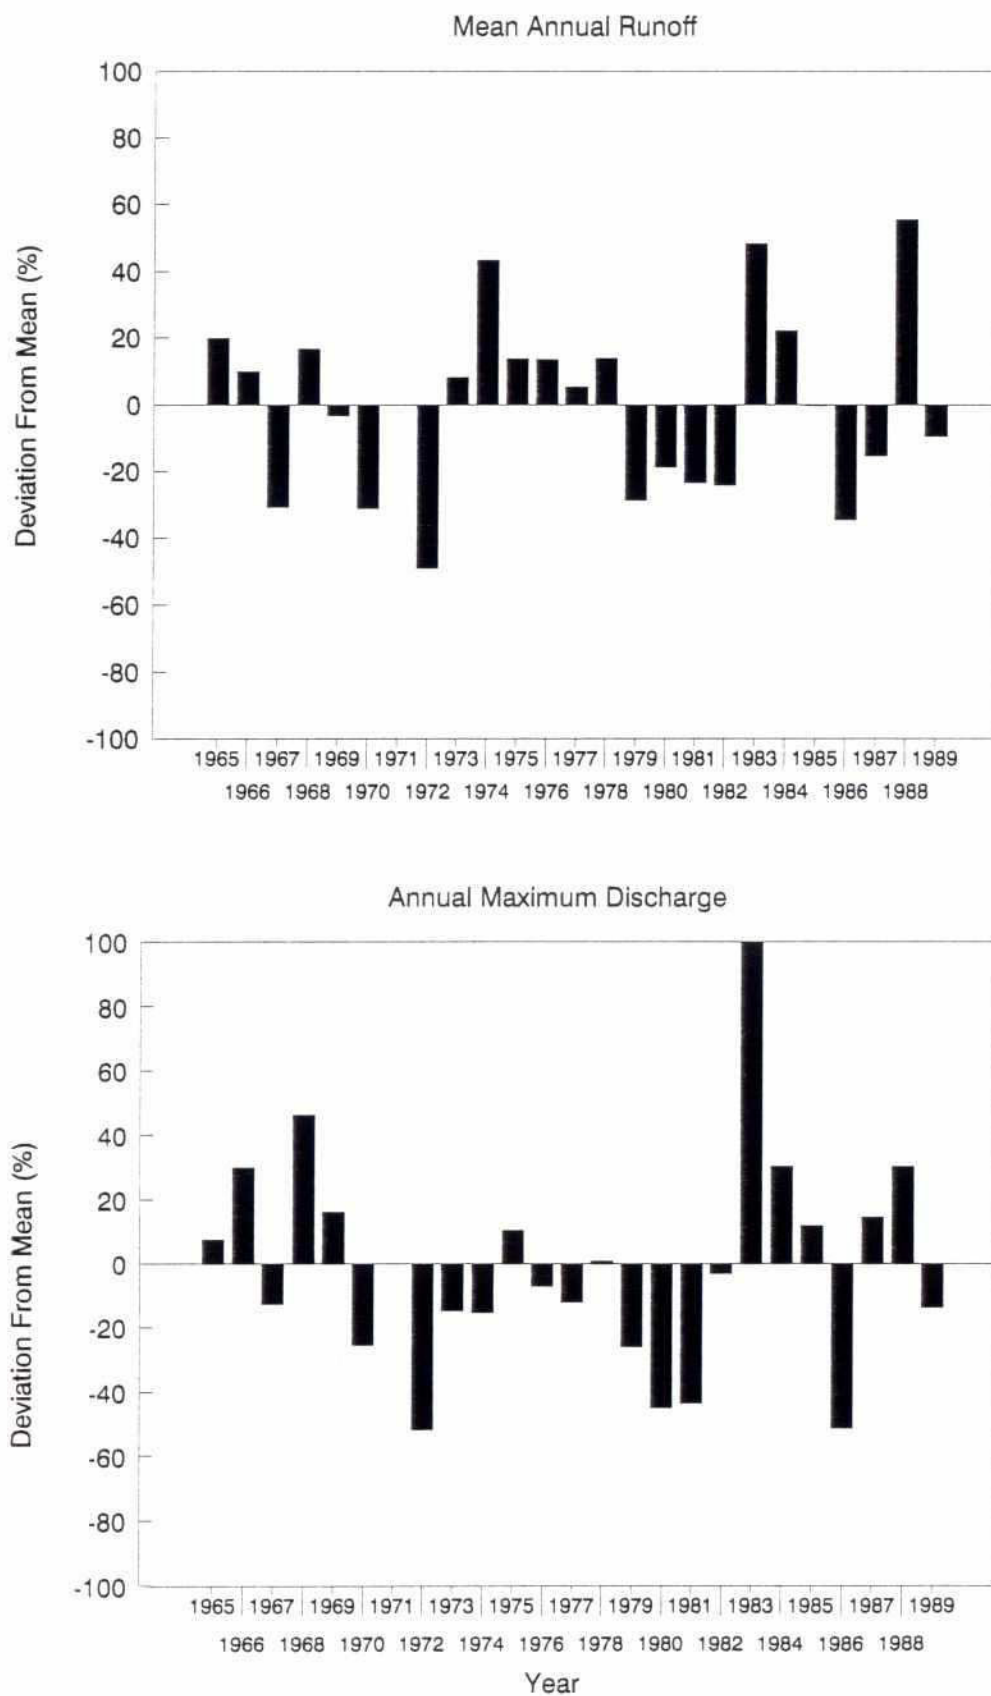 Mean Annual Runoff
Deviation From Mean (%)
100
80
60
40
20
0
-20
-40
-60
-80
-100
1965 1967 1969 1971 1973 1975 1977 1979 1981 1983 1985 1987 1989
1966 1968 1970 1972 1974 1976 1978 1980 1982 1984 1986 1988
Annual Maximum Discharge
Deviation From Mean (%)
100
80
60
40
20
0
-20
-40
-60
-80
-100
1965 1967 1969 1971 1973 1975 1977 1979 1981 1983 1985 1987 1989
1966 1968 1970 1972 1974 1976 1978 1980 1982 1984 1986 1988
Year